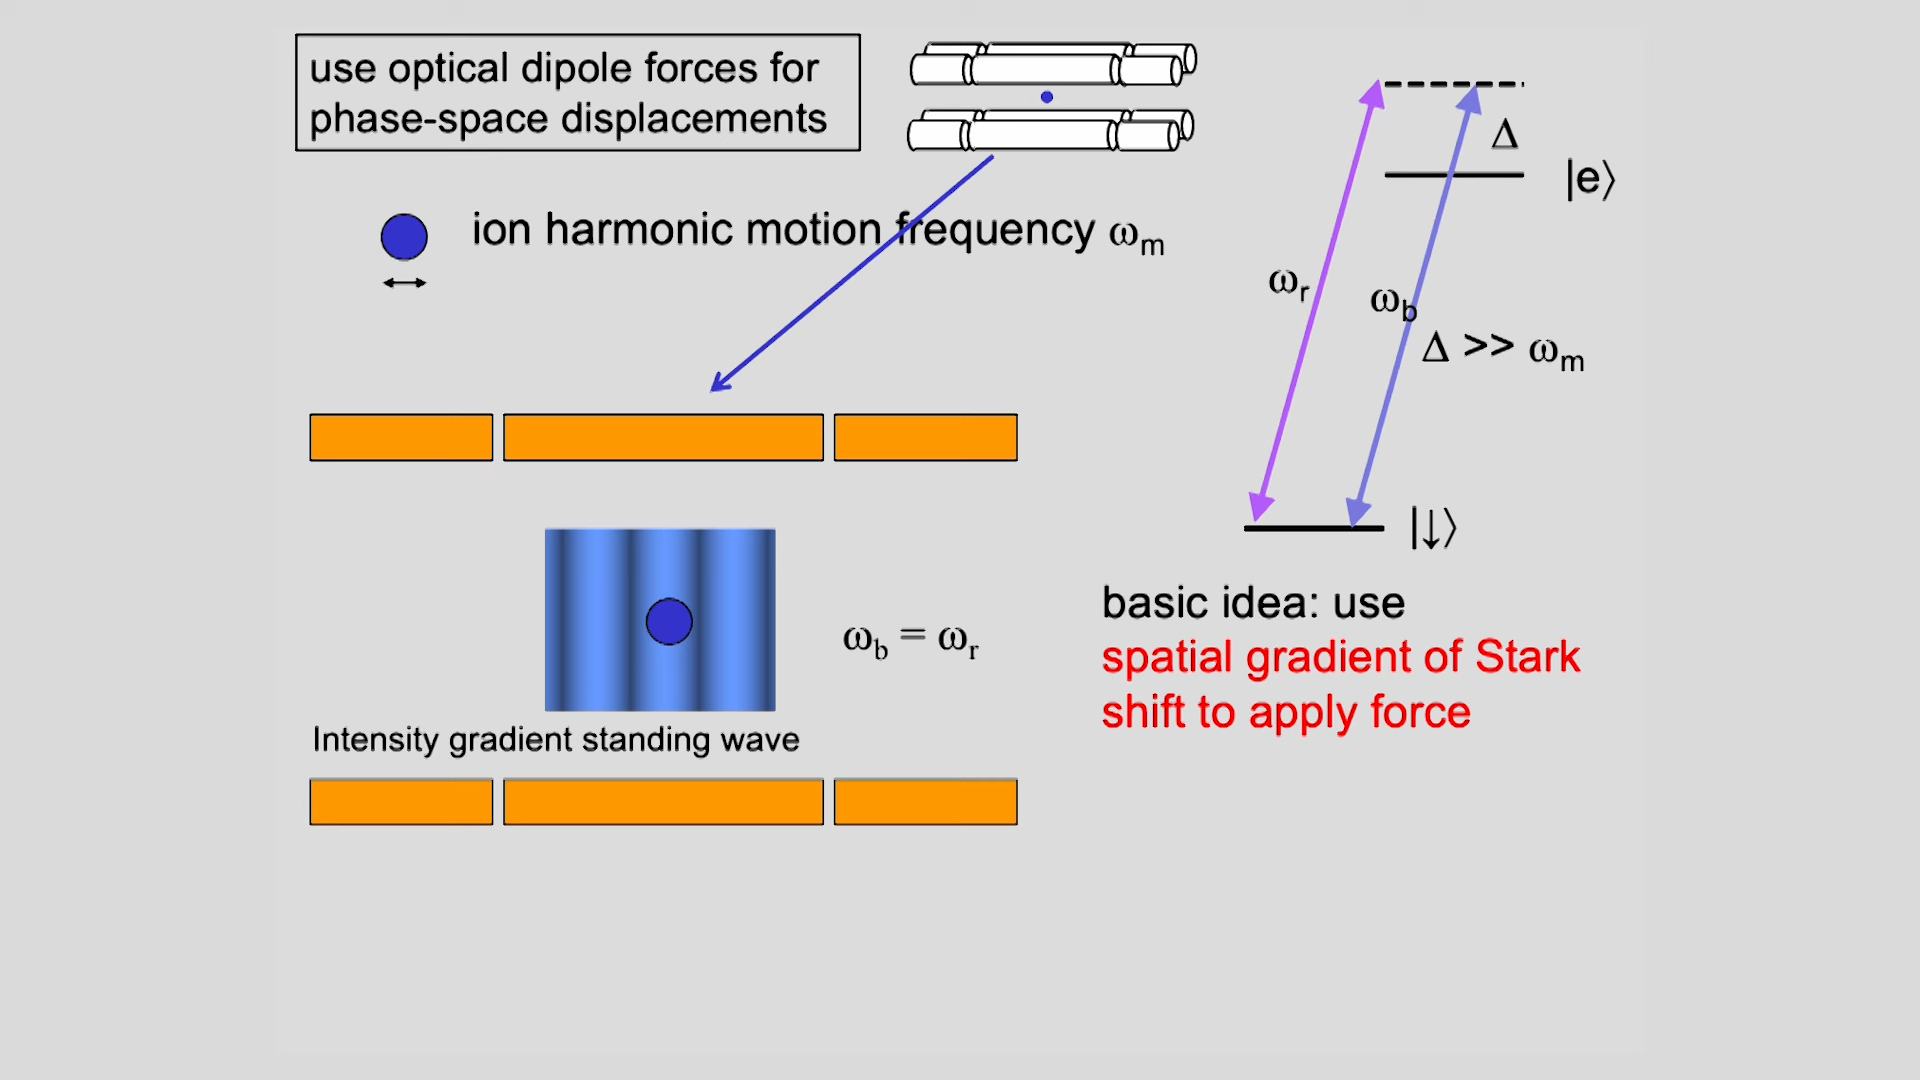 use optical dipole forces for
phase-space displacements
Δ
|e⟩
ion harmonic motion frequency ωm
ωr
ωb
Δ >> ωm
|↓⟩
basic idea: use
spatial gradient of Stark
shift to apply force
ωb = ωr
Intensity gradient standing wave